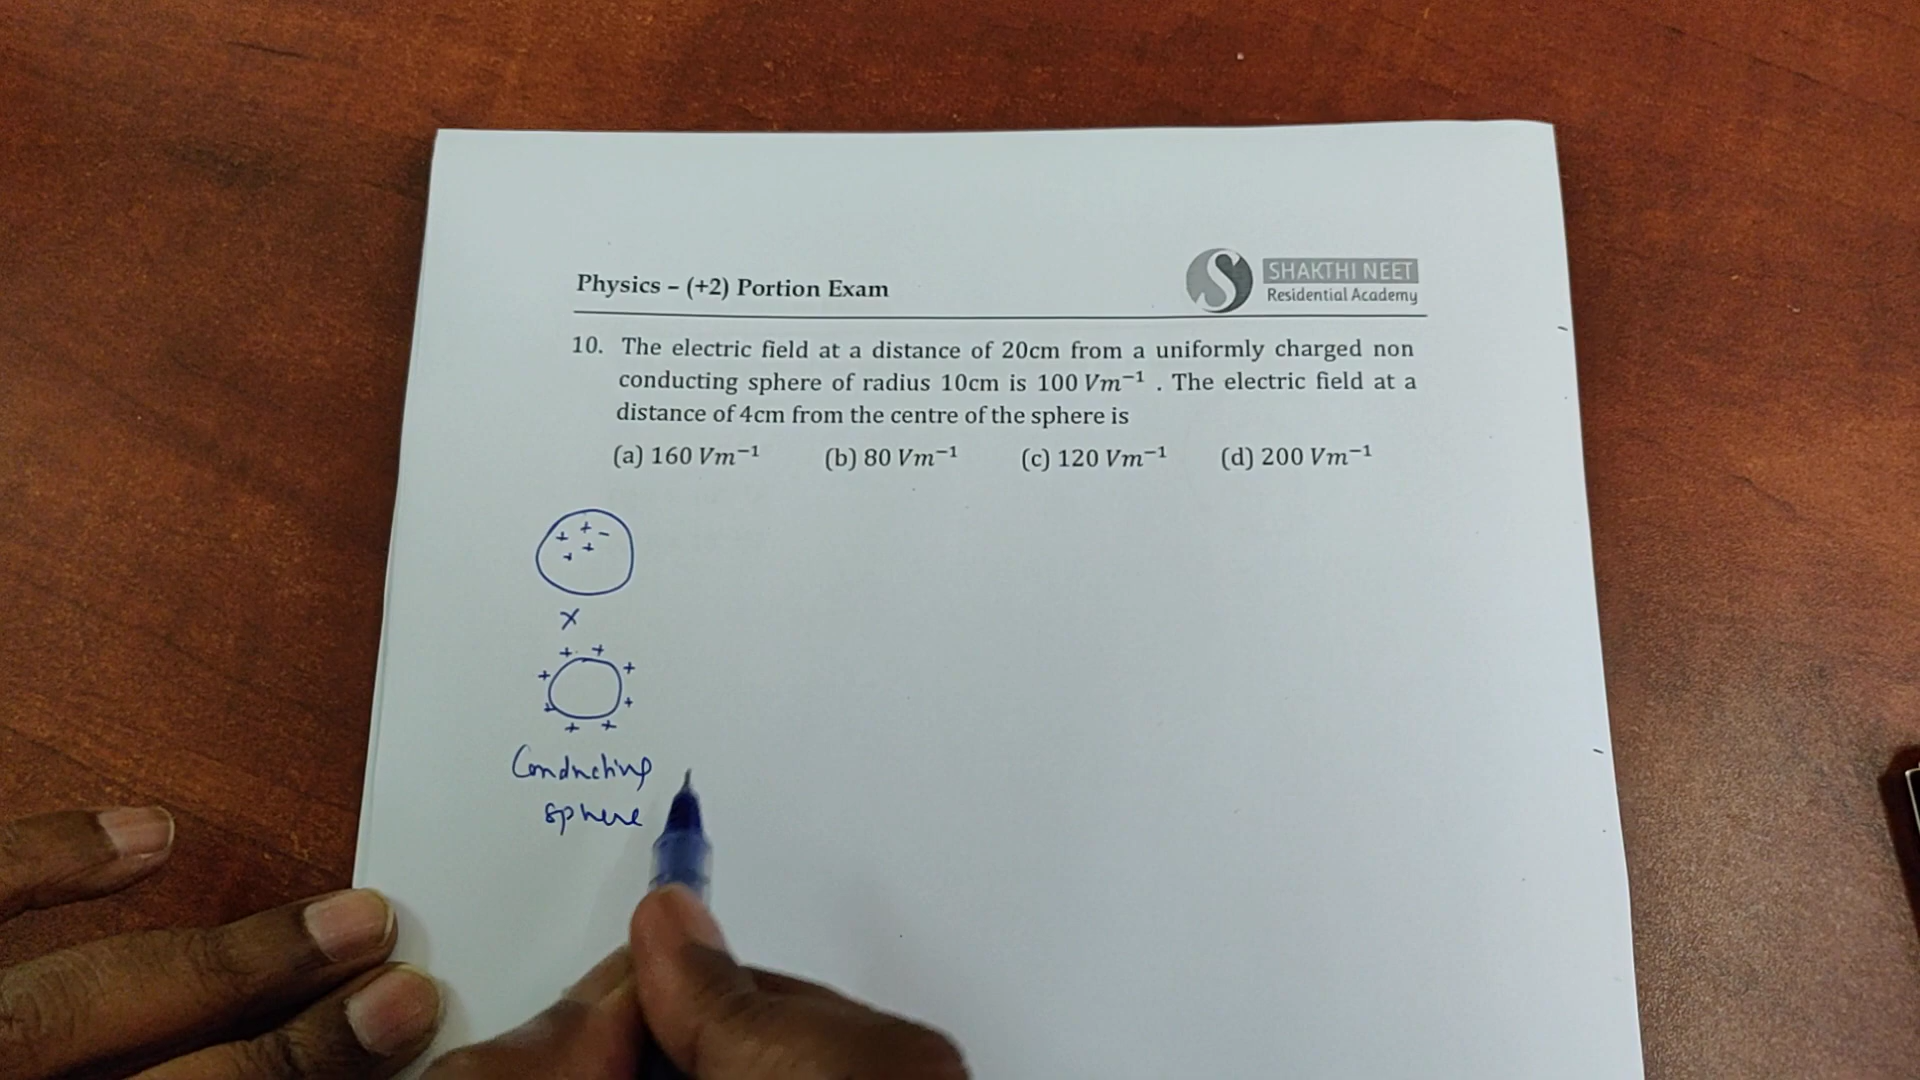 Physics – (+2) Portion Exam
SHAKTHI NEET
Residential Academy
10. The electric field at a distance of 20cm from a uniformly charged non
conducting sphere of radius 10cm is 100 Vm⁻¹ . The electric field at a
distance of 4cm from the centre of the sphere is
(a) 160 Vm⁻¹ (b) 80 Vm⁻¹ (c) 120 Vm⁻¹ (d) 200 Vm⁻¹
+ + -
+ +
x
+ + + + + + + +
Conducting
sphere